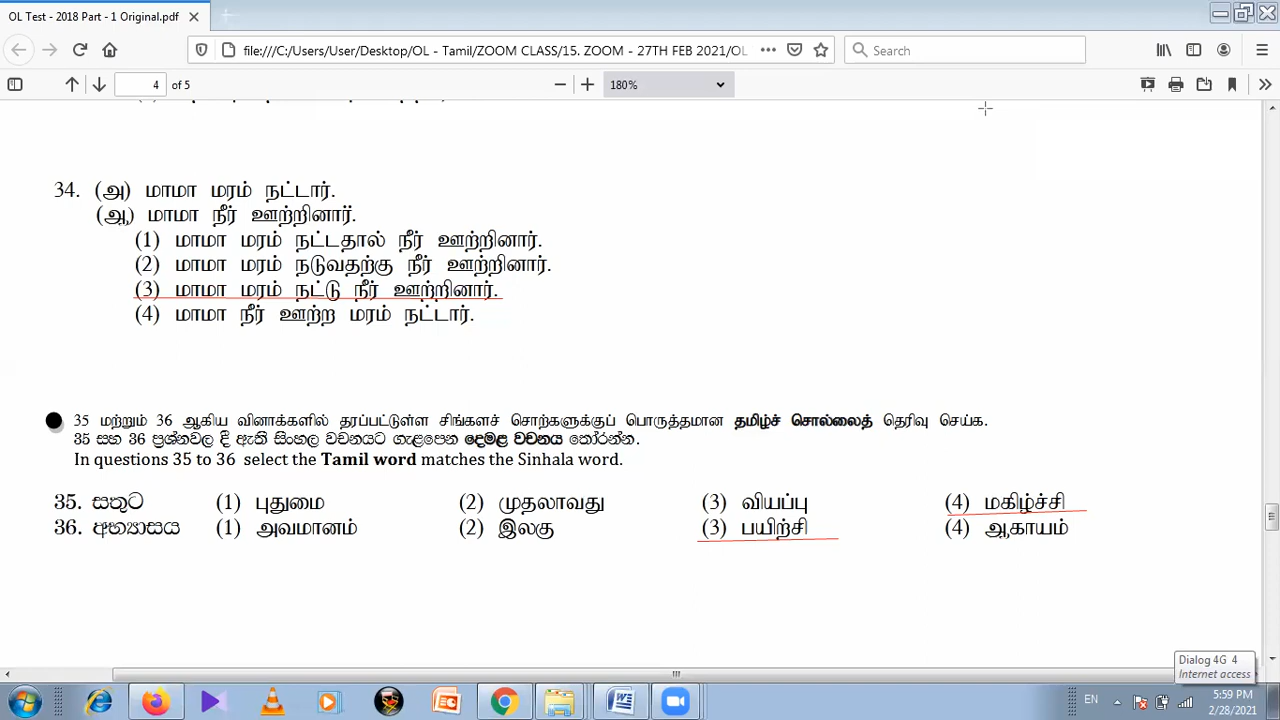 OL Test - 2018 Part - 1 Original.pdf
file:///C:/Users/User/Desktop/OL - Tamil/ZOOM CLASS/15. ZOOM - 27TH FEB 2021/OL
Search
4 of 5
180%
34. (அ) மாமா மரம் நட்டார்.
(ஆ) மாமா நீர் ஊற்றினார்.
(1) மாமா மரம் நட்டதால் நீர் ஊற்றினார்.
(2) மாமா மரம் நடுவதற்கு நீர் ஊற்றினார்.
(3) மாமா மரம் நட்டு நீர் ஊற்றினார்.
(4) மாமா நீர் ஊற்ற மரம் நட்டார்.
35 மற்றும் 36 ஆகிய வினாக்களில் தரப்பட்டுள்ள சிங்களச் சொற்களுக்குப் பொருத்தமான தமிழ்ச் சொல்லைத் தெரிவு செய்க.
35 සහ 36 ප්‍රශ්නවල දී ඇති සිංහල වචනයට ගැළපෙන දෙමළ වචනය තෝරන්න.
In questions 35 to 36 select the Tamil word matches the Sinhala word.
35. සතුට (1) புதுமை (2) முதலாவது (3) வியப்பு (4) மகிழ்ச்சி
36. අභ්‍යාසය (1) அவமானம் (2) இலகு (3) பயிற்சி (4) ஆகாயம்
Dialog 4G 4
Internet access
EN
5:59 PM
2/28/2021